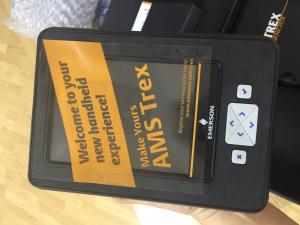 Welcome to your
new handheld
experience!
Make Yours
AMS Trex
EMERSON
TREX